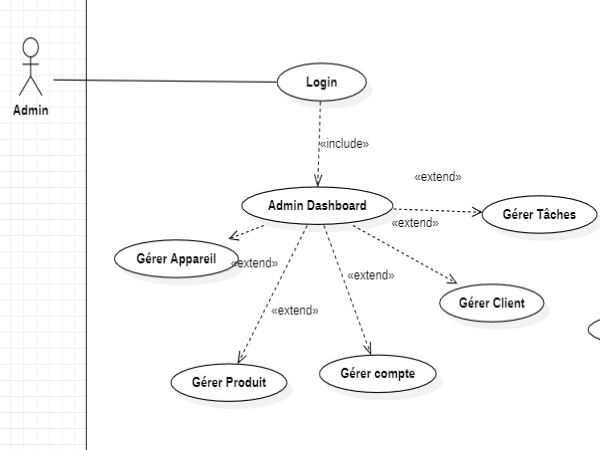 Login
Admin
«include»
«extend»
Admin Dashboard
Gérer Tâches
«extend»
Gérer Appareil
«extend»
«extend»
Gérer Client
«extend»
Gérer compte
Gérer Produit